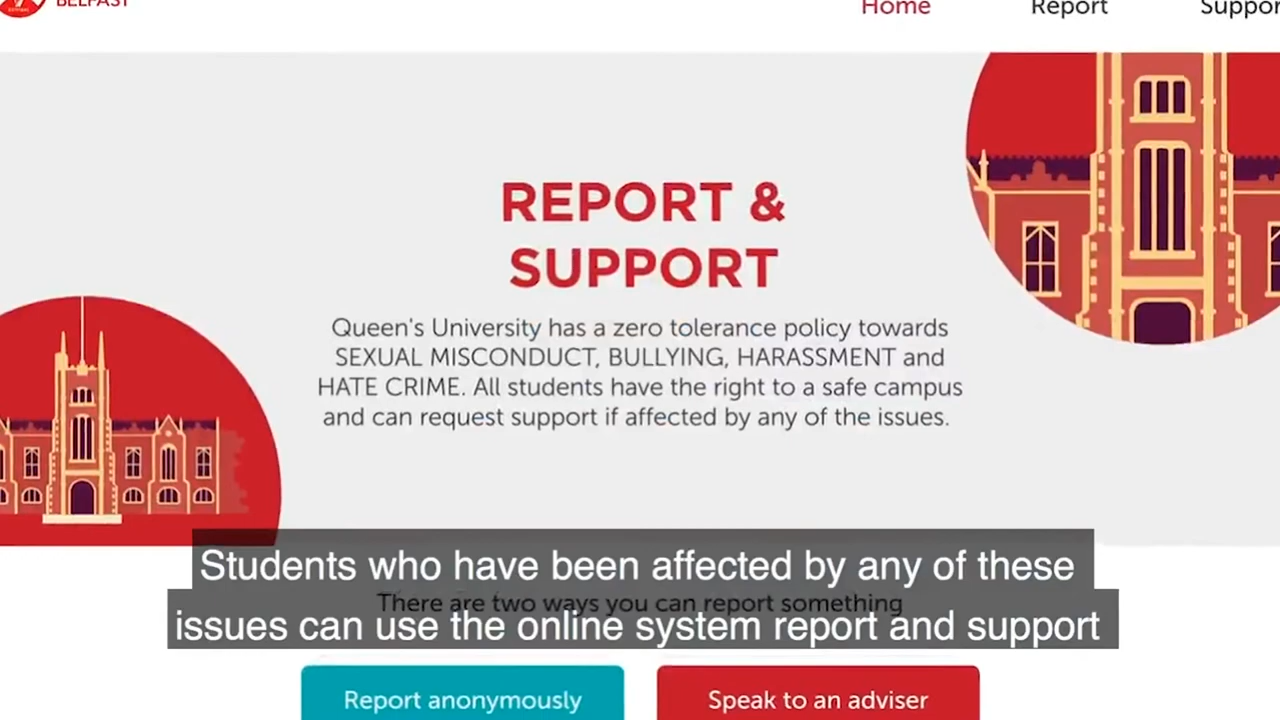 BELFAST
Home
Report
Suppor
REPORT &
SUPPORT
Queen's University has a zero tolerance policy towards
SEXUAL MISCONDUCT, BULLYING, HARASSMENT and
HATE CRIME. All students have the right to a safe campus
and can request support if affected by any of the issues.
Students who have been affected by any of these
There are two ways you can report something
issues can use the online system report and support
Report anonymously
Speak to an adviser